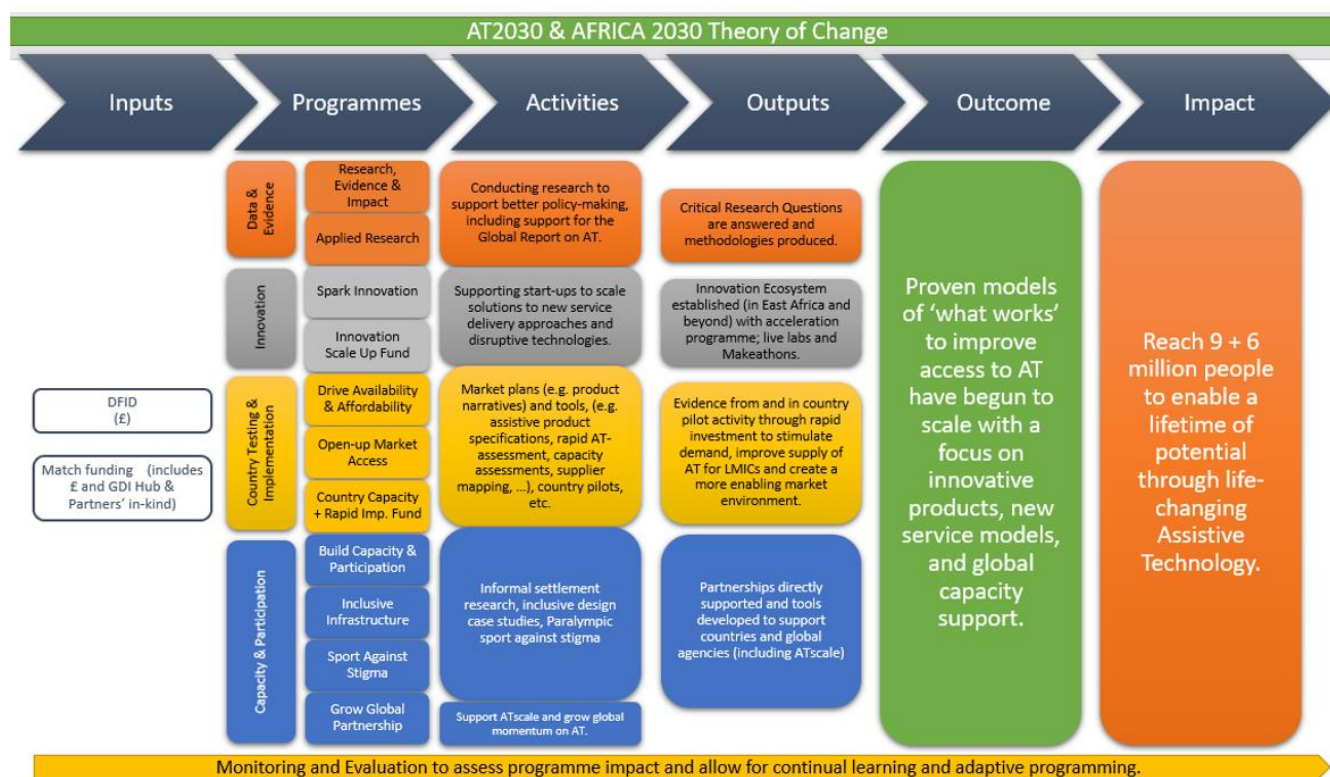 AT2030 & AFRICA 2030 Theory of Change
Inputs
Programmes
Activities
Outputs
Outcome
Impact
DFID
(£)
Match funding (includes
£ and GDI Hub &
Partners' in-kind)
Data &
Evidence
Research,
Evidence &
Impact
Applied Research
Conducting research to
support better policy-making,
including support for the
Global Report on AT.
Critical Research Questions
are answered and
methodologies produced.
Innovation
Spark Innovation
Innovation
Scale Up Fund
Supporting start-ups to scale
solutions to new service
delivery approaches and
disruptive technologies.
Innovation Ecosystem
established (in East Africa and
beyond) with acceleration
programme; live labs and
Makeathons.
Country Testing &
Implementation
Drive Availability
& Affordability
Open-up Market
Access
Country Capacity
+ Rapid Imp. Fund
Market plans (e.g. product
narratives) and tools, (e.g.
assistive product
specifications, rapid AT-
assessment, capacity
assessments, supplier
mapping, ...), country pilots,
etc.
Evidence from and in country
pilot activity through rapid
investment to stimulate
demand, improve supply of
AT for LMICs and create a
more enabling market
environment.
Capacity & Participation
Build Capacity &
Participation
Inclusive
Infrastructure
Sport Against
Stigma
Grow Global
Partnership
Informal settlement
research, inclusive design
case studies, Paralympic
sport against stigma
Support ATscale and grow global
momentum on AT.
Partnerships directly
supported and tools
developed to support
countries and global
agencies (including ATscale)
Proven models
of 'what works'
to improve
access to AT
have begun to
scale with a
focus on
innovative
products, new
service models,
and global
capacity
support.
Reach 9 + 6
million people
to enable a
lifetime of
potential
through life-
changing
Assistive
Technology.
Monitoring and Evaluation to assess programme impact and allow for continual learning and adaptive programming.